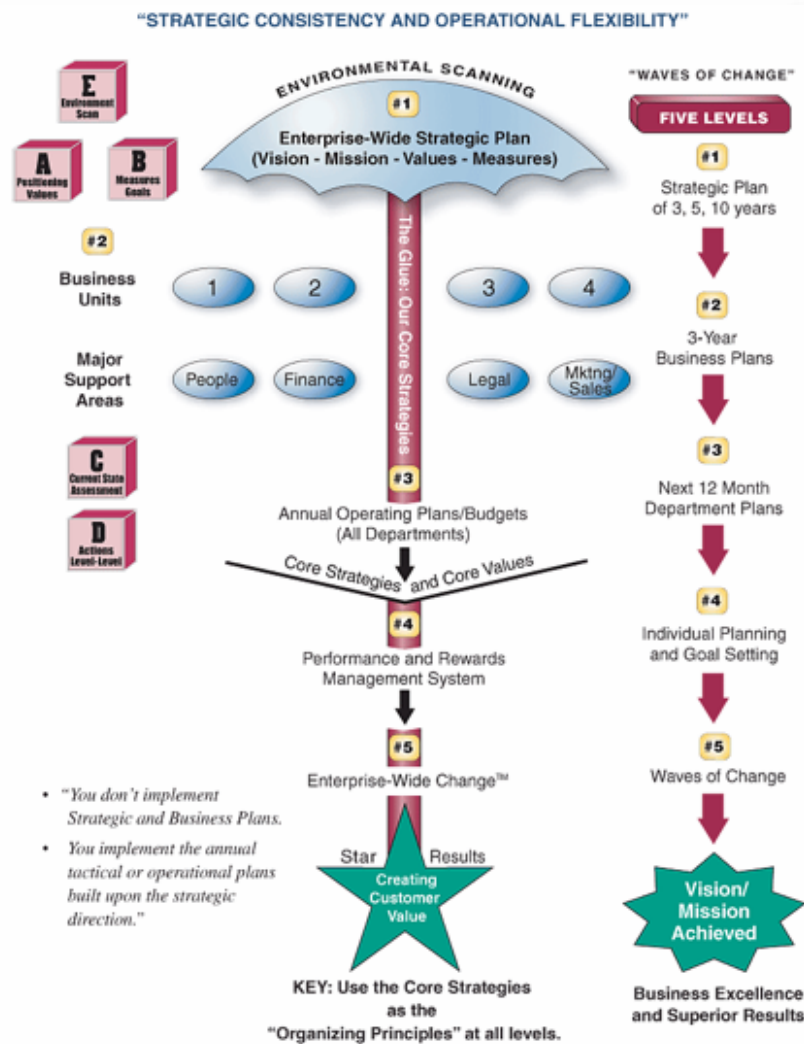 "STRATEGIC CONSISTENCY AND OPERATIONAL FLEXIBILITY"
ENVIRONMENTAL SCANNING
#1
Enterprise-Wide Strategic Plan
(Vision - Mission - Values - Measures)
E
Environment
Scan
A
Positioning
Values
B
Measures
Goals
#2
Business
Units
1
2
3
4
Major
Support
Areas
People
Finance
Legal
Mktng/
Sales
The Glue: Our Core Strategies
C
Current State
Assessment
D
Actions
Level-Level
#3
Annual Operating Plans/Budgets
(All Departments)
Core Strategies and Core Values
#4
Performance and Rewards
Management System
#5
Enterprise-Wide Change™
Star Results
Creating
Customer
Value
KEY: Use the Core Strategies
as the
"Organizing Principles" at all levels.
• "You don't implement
Strategic and Business Plans.
• You implement the annual
tactical or operational plans
built upon the strategic
direction."
"WAVES OF CHANGE"
FIVE LEVELS
#1
Strategic Plan
of 3, 5, 10 years
#2
3-Year
Business Plans
#3
Next 12 Month
Department Plans
#4
Individual Planning
and Goal Setting
#5
Waves of Change
Vision/
Mission
Achieved
Business Excellence
and Superior Results